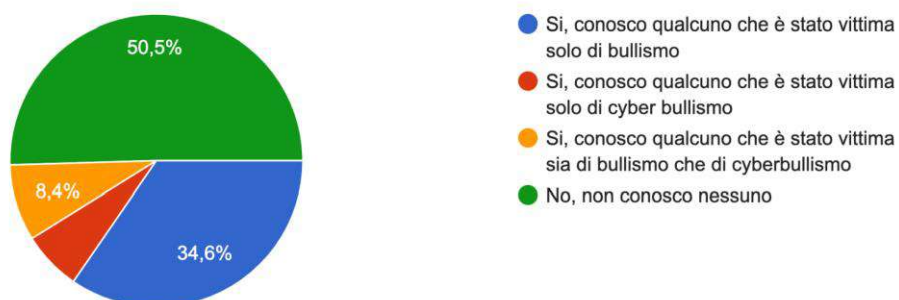 50,5%
8,4%
34,6%
Si, conosco qualcuno che è stato vittima
solo di bullismo
Si, conosco qualcuno che è stato vittima
solo di cyber bullismo
Si, conosco qualcuno che è stato vittima
sia di bullismo che di cyberbullismo
No, non conosco nessuno